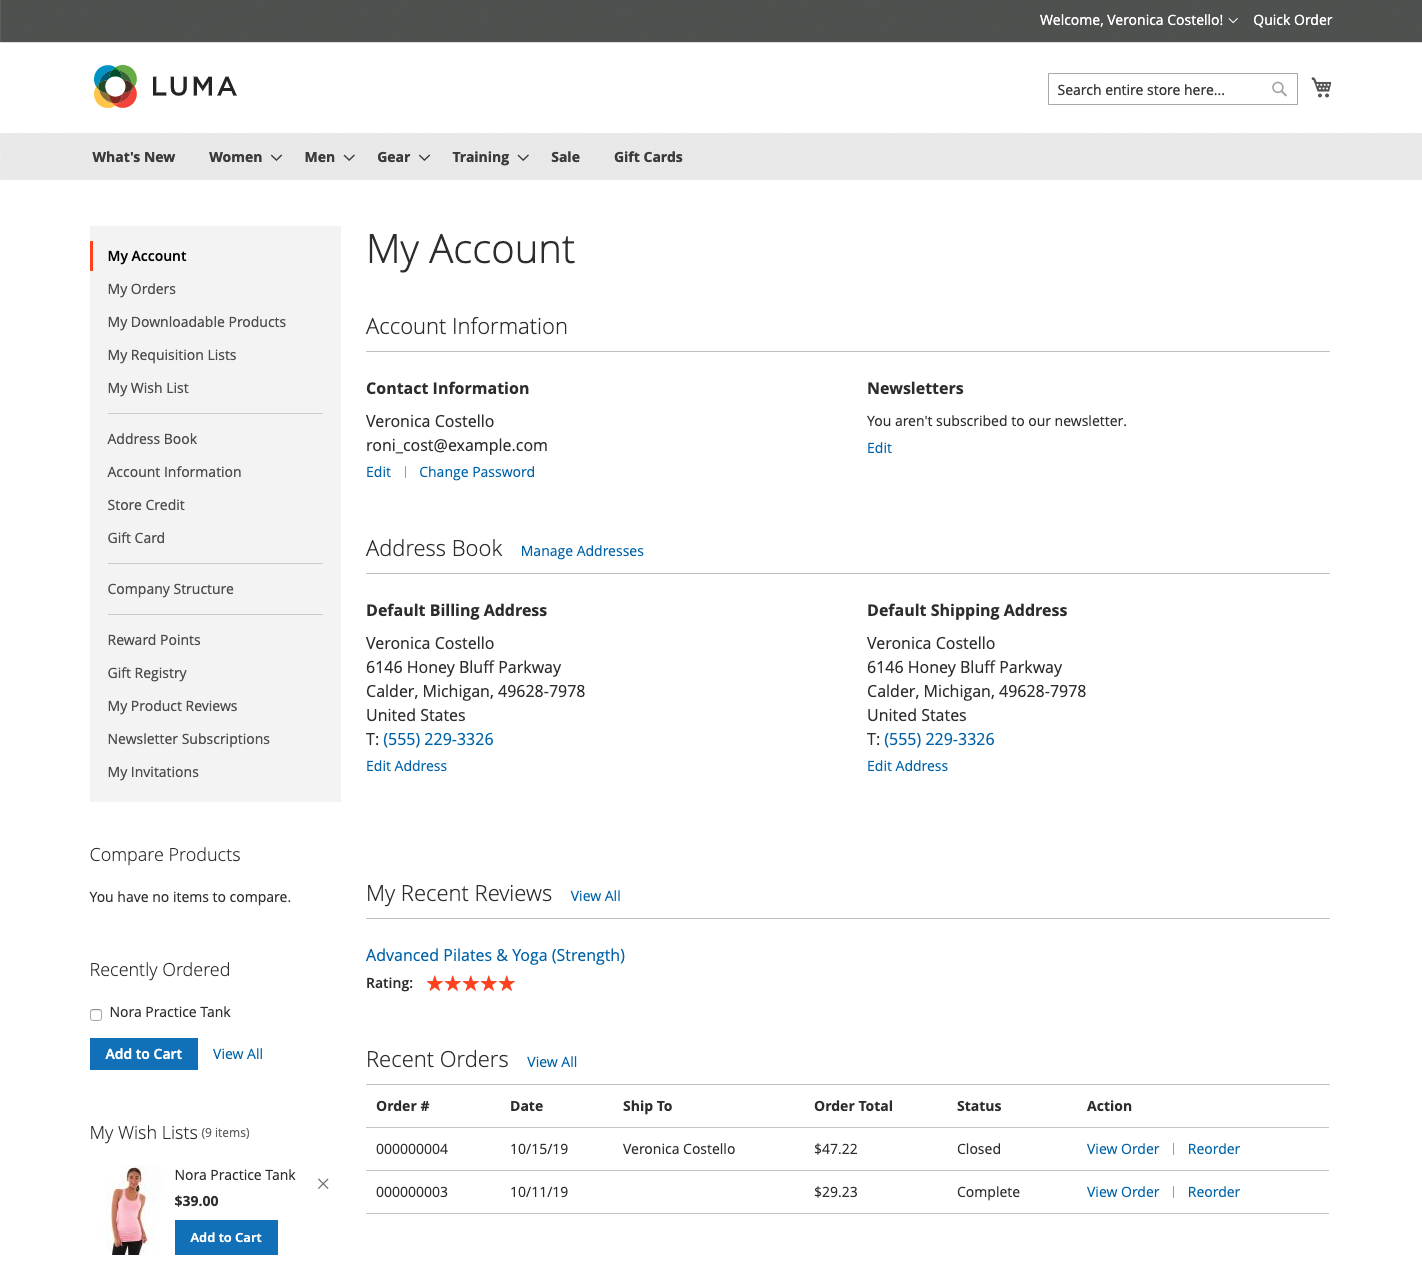 Welcome, Veronica Costello! Quick Order
LUMA
Search entire store here...
What's New Women Men Gear Training Sale Gift Cards
My Account
My Orders
My Downloadable Products
My Requisition Lists
My Wish List
Address Book
Account Information
Store Credit
Gift Card
Company Structure
Reward Points
Gift Registry
My Product Reviews
Newsletter Subscriptions
My Invitations
Compare Products
You have no items to compare.
Recently Ordered
Nora Practice Tank
Add to Cart View All
My Wish Lists (9 items)
Nora Practice Tank
$39.00
Add to Cart
My Account
Account Information
Contact Information
Veronica Costello
roni_cost@example.com
Edit | Change Password
Newsletters
You aren't subscribed to our newsletter.
Edit
Address Book Manage Addresses
Default Billing Address
Veronica Costello
6146 Honey Bluff Parkway
Calder, Michigan, 49628-7978
United States
T: (555) 229-3326
Edit Address
Default Shipping Address
Veronica Costello
6146 Honey Bluff Parkway
Calder, Michigan, 49628-7978
United States
T: (555) 229-3326
Edit Address
My Recent Reviews View All
Advanced Pilates & Yoga (Strength)
Rating:
Recent Orders View All
Order # Date Ship To Order Total Status Action
000000004 10/15/19 Veronica Costello $47.22 Closed View Order | Reorder
000000003 10/11/19 $29.23 Complete View Order | Reorder